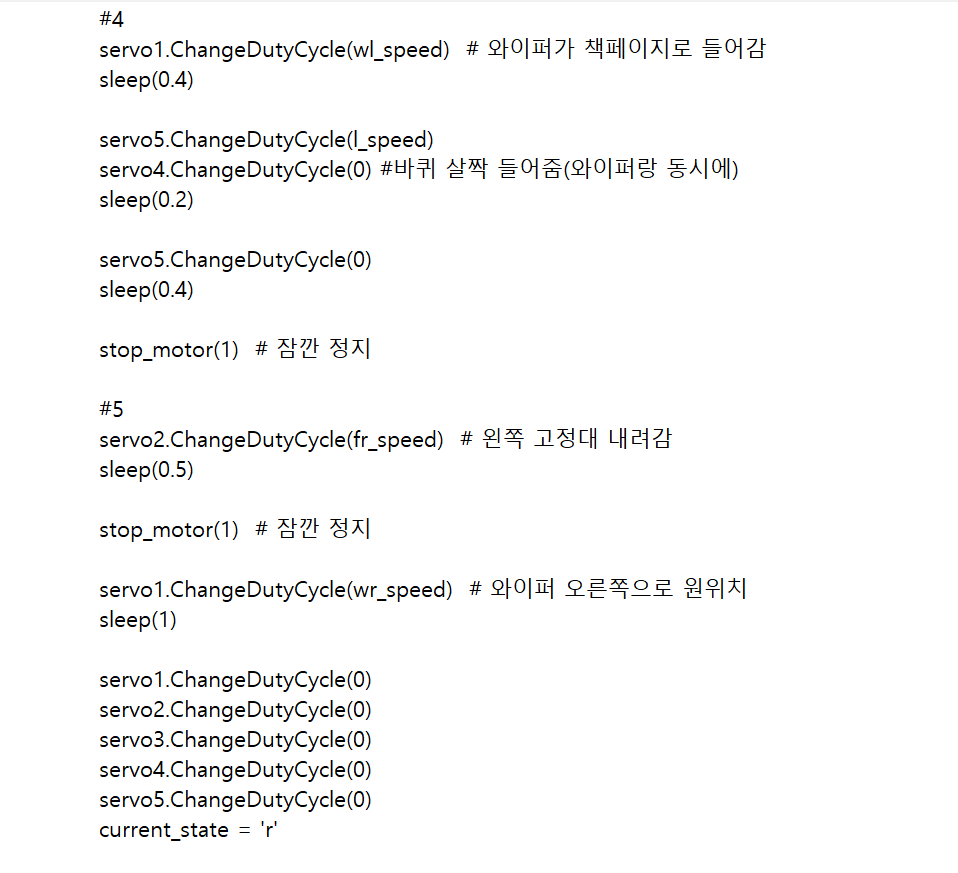 #4
servo1.ChangeDutyCycle(wl_speed)  # 와이퍼가 책페이지로 들어감
sleep(0.4)
servo5.ChangeDutyCycle(l_speed)
servo4.ChangeDutyCycle(0) #바퀴 살짝 들어줌(와이퍼랑 동시에)
sleep(0.2)
servo5.ChangeDutyCycle(0)
sleep(0.4)
stop_motor(1)  # 잠깐 정지
#5
servo2.ChangeDutyCycle(fr_speed)  # 왼쪽 고정대 내려감
sleep(0.5)
stop_motor(1)  # 잠깐 정지
servo1.ChangeDutyCycle(wr_speed)  # 와이퍼 오른쪽으로 원위치
sleep(1)
servo1.ChangeDutyCycle(0)
servo2.ChangeDutyCycle(0)
servo3.ChangeDutyCycle(0)
servo4.ChangeDutyCycle(0)
servo5.ChangeDutyCycle(0)
current_state = 'r'